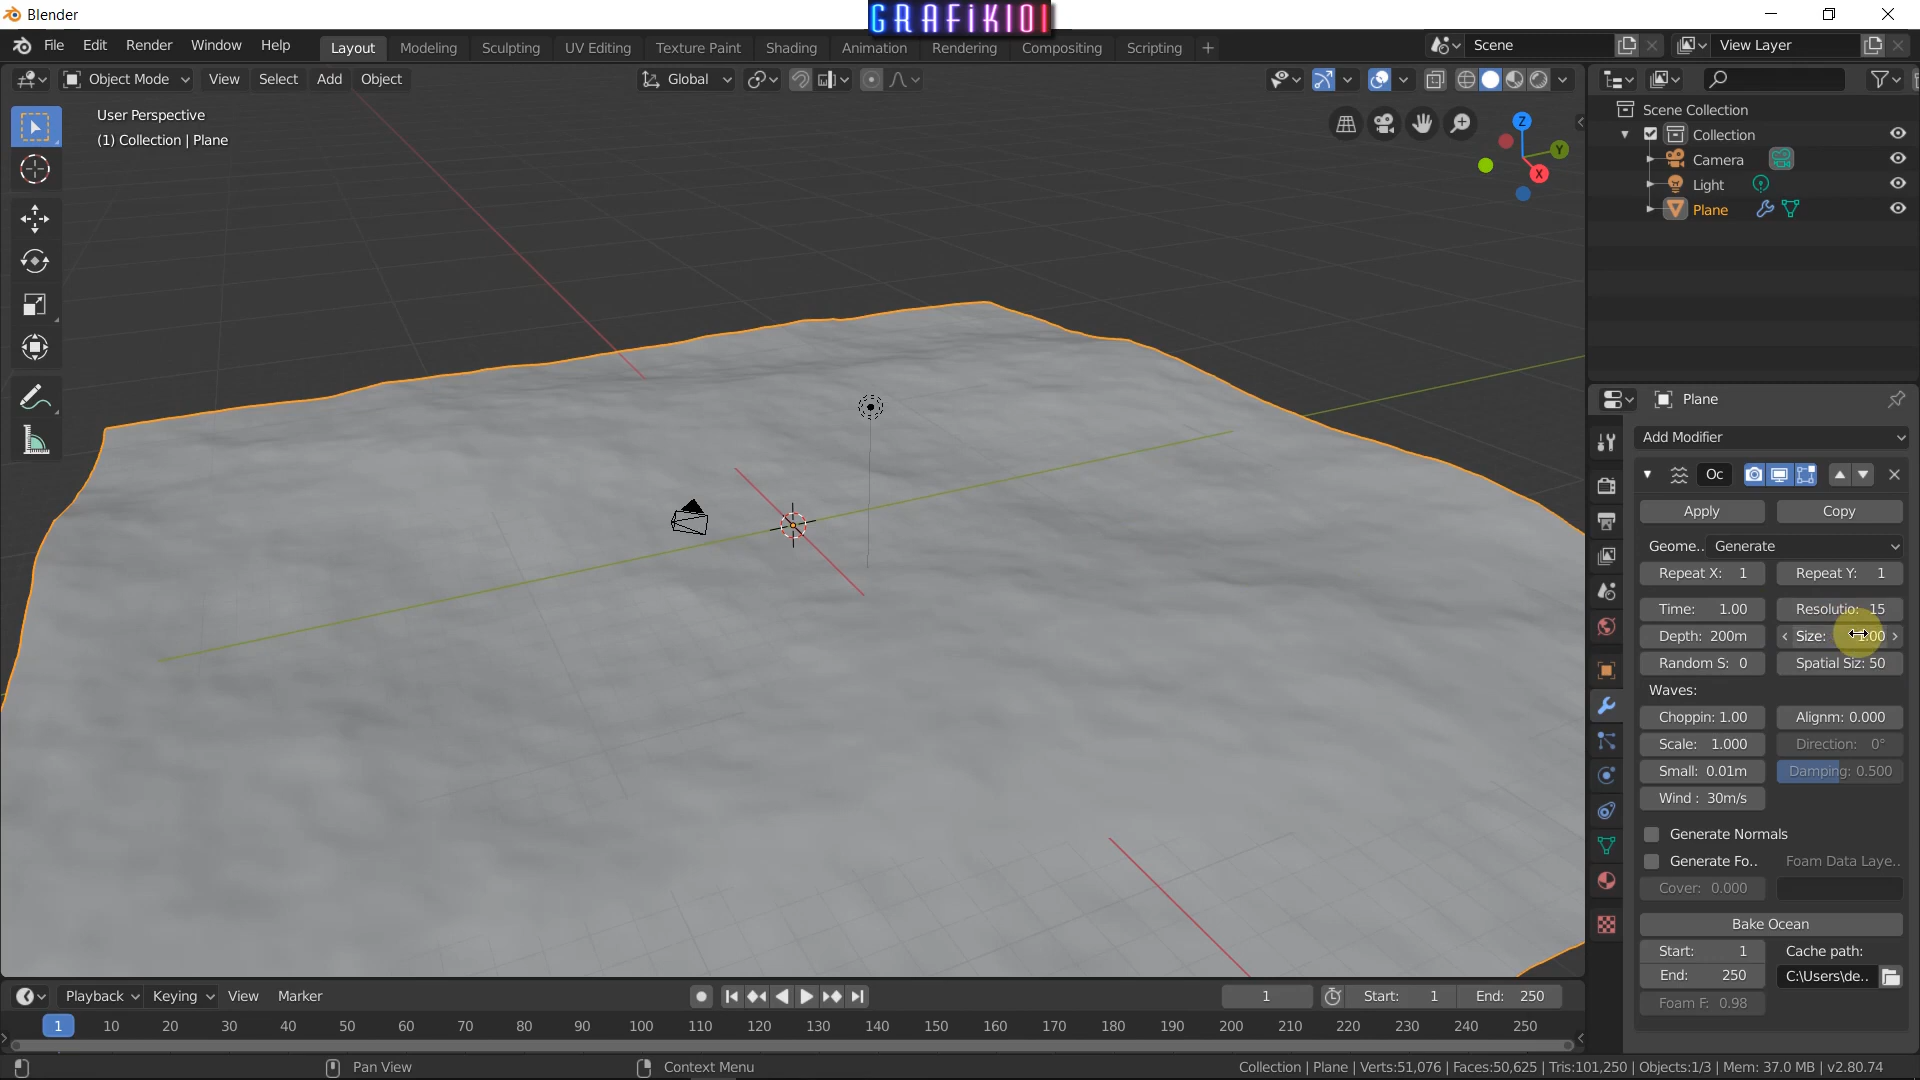 Blender
GRAFiK101
File Edit Render Window Help
Layout Modeling Sculpting UV Editing Texture Paint Shading Animation Rendering Compositing Scripting +
Scene
View Layer
Object Mode View Select Add Object
Global
User Perspective
(1) Collection | Plane
Z
Y
X
Scene Collection
Collection
Camera
Light
Plane
Plane
Add Modifier
Oc
Apply Copy
Geome.. Generate
Repeat X: 1 Repeat Y: 1
Time: 1.00 Resolutio: 15
Depth: 200m Size: 1.00
Random S: 0 Spatial Siz: 50
Waves:
Choppin: 1.00 Alignm: 0.000
Scale: 1.000 Direction: 0°
Small: 0.01m Damping: 0.500
Wind : 30m/s
Generate Normals
Generate Fo.. Foam Data Laye..
Cover: 0.000
Bake Ocean
Start: 1 Cache path:
End: 250 C:\Users\de..
Foam F: 0.98
Playback Keying View Marker
1 Start: 1 End: 250
1 10 20 30 40 50 60 70 80 90 100 110 120 130 140 150 160 170 180 190 200 210 220 230 240 250
Pan View Context Menu
Collection | Plane | Verts:51,076 | Faces:50,625 | Tris:101,250 | Objects:1/3 | Mem: 37.0 MB | v2.80.74